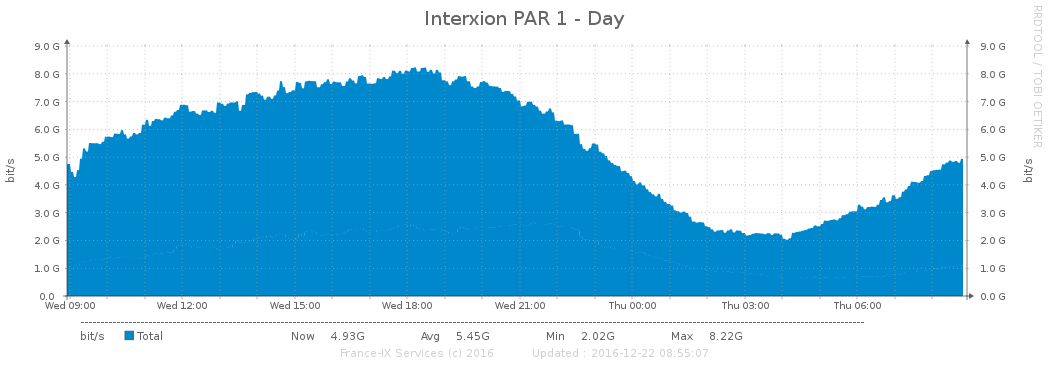 Interxion PAR 1 - Day
RRDTOOL / TOBI OETIKER
bit/s
9.0 G 9.0 G
8.0 G 8.0 G
7.0 G 7.0 G
6.0 G 6.0 G
5.0 G 5.0 G
4.0 G 4.0 G
3.0 G 3.0 G
2.0 G 2.0 G
1.0 G 1.0 G
0.0 0.0 G
bit/s
Wed 09:00 Wed 12:00 Wed 15:00 Wed 18:00 Wed 21:00 Thu 00:00 Thu 03:00 Thu 06:00
bit/s Total Now 4.93G Avg 5.45G Min 2.02G Max 8.22G
France-IX Services (c) 2016 Updated : 2016-12-22 08:55:07